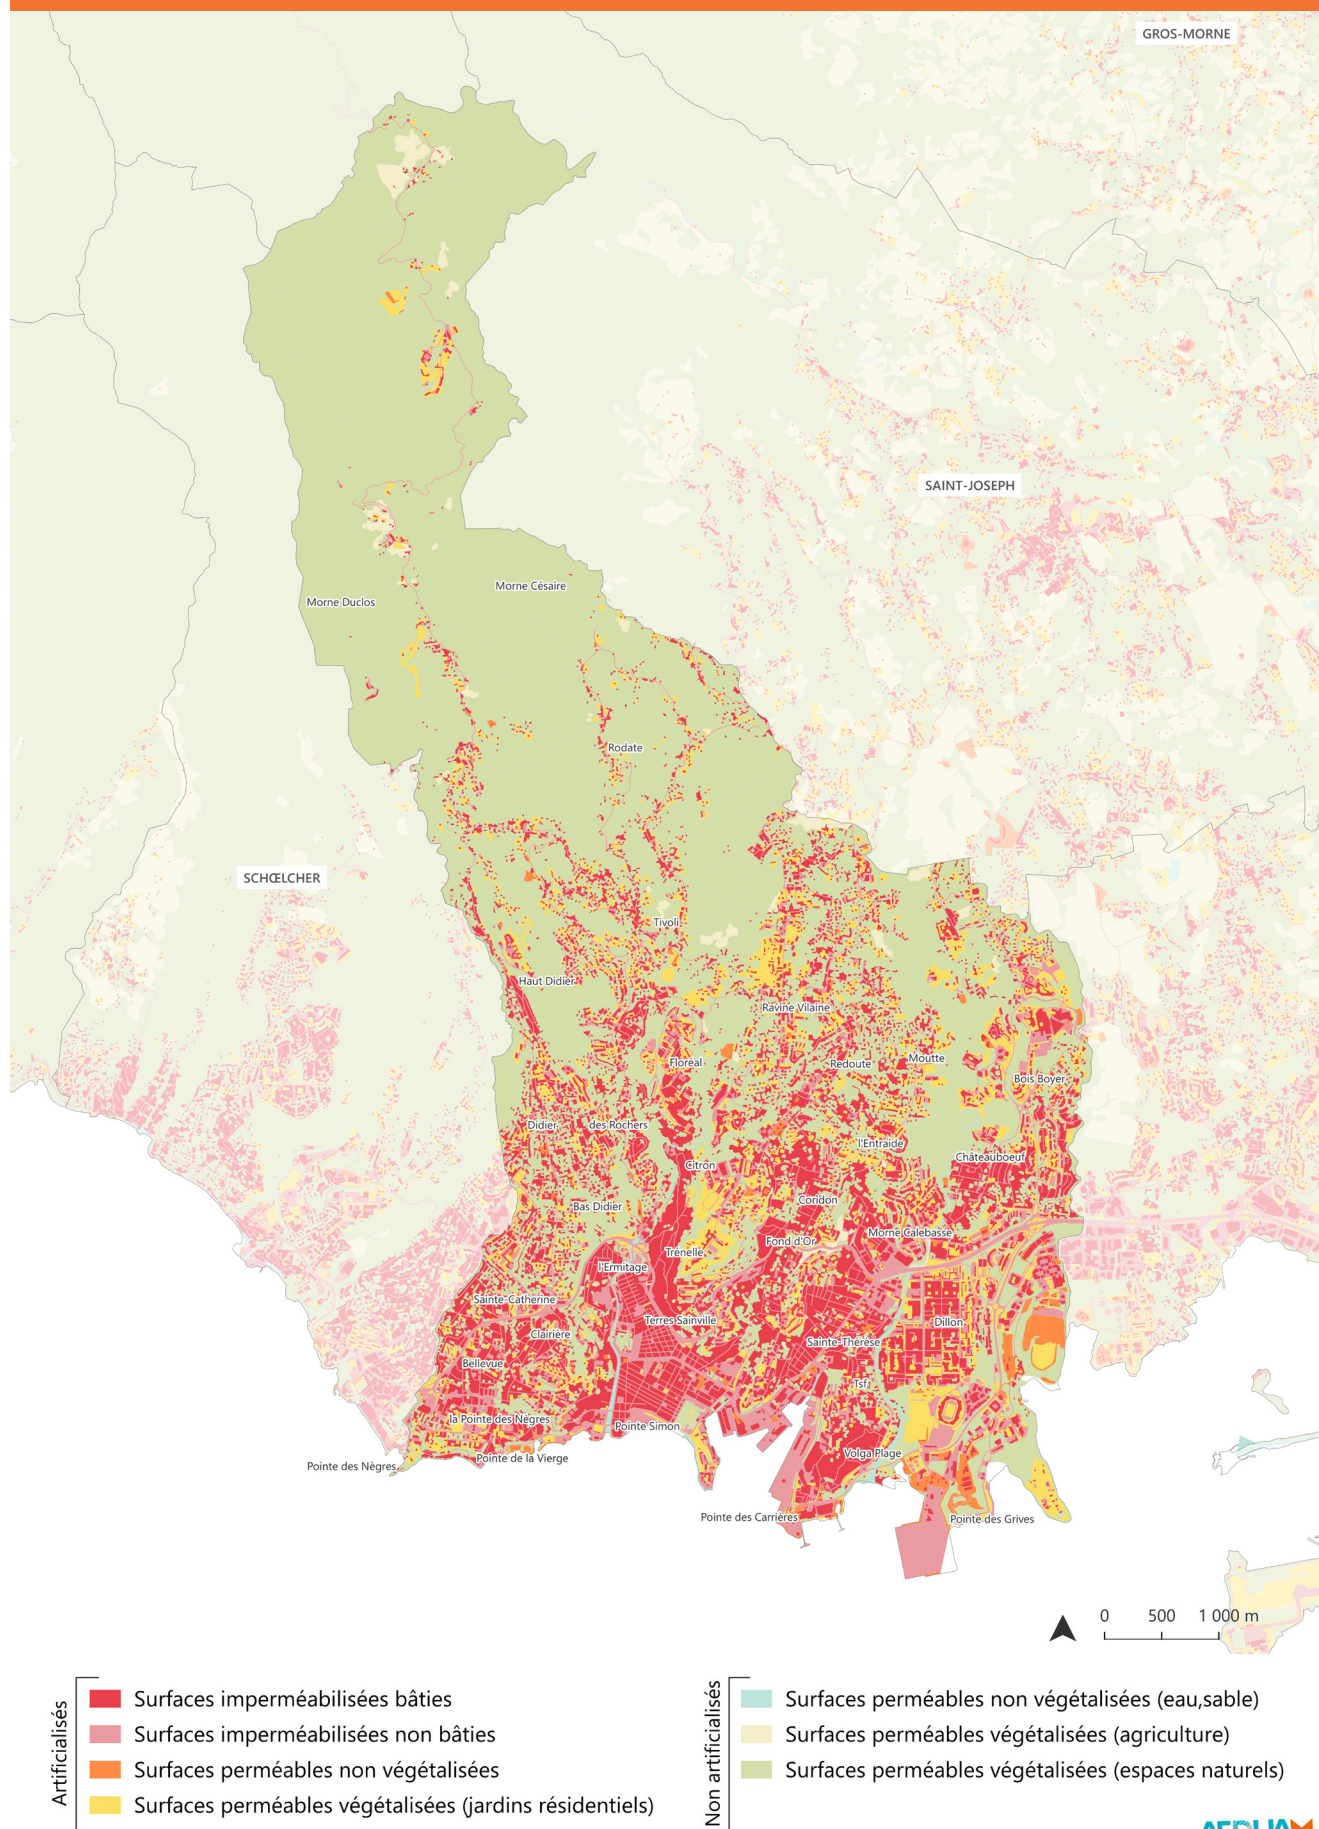 GROS-MORNE
SAINT-JOSEPH
Morne Césaire
Morne Duclos
Rodate
SCHŒLCHER
Tivoli
Haut Didier
Ravine Vilaine
Floréal
Redoute
Moutte
Bois Boyer
Didier
des Rochers
l'Entraide
Citron
Châteauboeuf
Coridon
Bas Didier
Morne Calebasse
Fond d'Or
Trénelle
l'Ermitage
Sainte-Catherine
Terres Sainville
Dillon
Clairière
Sainte-Thérèse
Bellevue
Tsf
la Pointe des Nègres
Pointe Simon
Volga Plage
Pointe de la Vierge
Pointe des Nègres
Pointe des Carrières
Pointe des Grives
0 500 1 000 m
Artificialisés
Surfaces imperméabilisées bâties
Surfaces imperméabilisées non bâties
Surfaces perméables non végétalisées
Surfaces perméables végétalisées (jardins résidentiels)
Non artificialisés
Surfaces perméables non végétalisées (eau,sable)
Surfaces perméables végétalisées (agriculture)
Surfaces perméables végétalisées (espaces naturels)